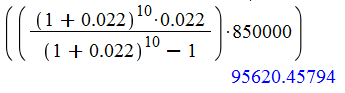 (((1 + 0.022)^10·0.022)/((1 + 0.022)^10 − 1))·850000)
95620.45794